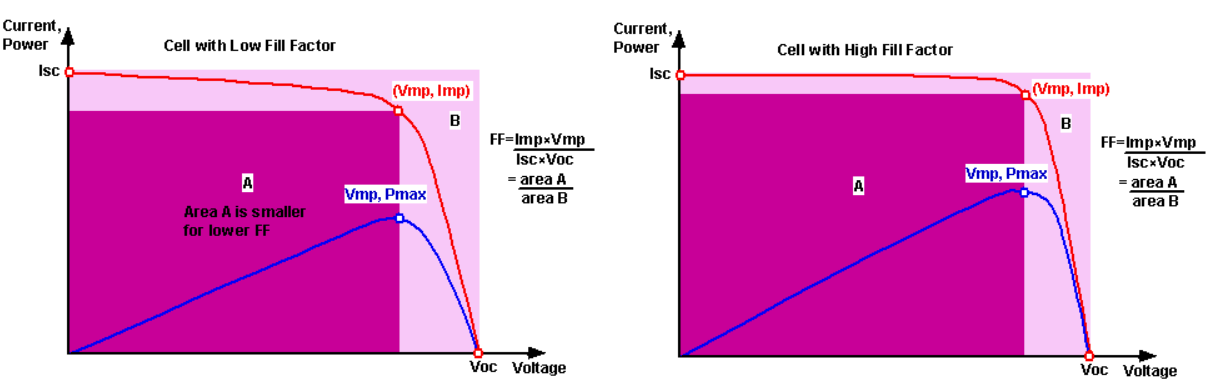 Current,
Power
Cell with Low Fill Factor
Isc
(Vmp, Imp)
B
FF=Imp×Vmp
Isc×Voc
= area A
area B
A
Vmp, Pmax
Area A is smaller
for lower FF
Voc
Voltage
Current,
Power
Cell with High Fill Factor
Isc
(Vmp, Imp)
B
FF=Imp×Vmp
Isc×Voc
= area A
area B
Vmp, Pmax
A
Voc
Voltage